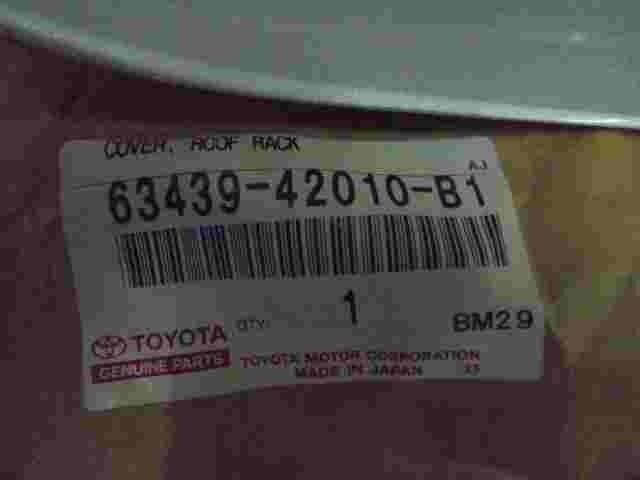 COVER, ROOF RACK
AJ
63439-42010-B1
QTY. 1 BM29
TOYOTA
GENUINE PARTS
TOYOTA MOTOR CORPORATION
MADE IN JAPAN